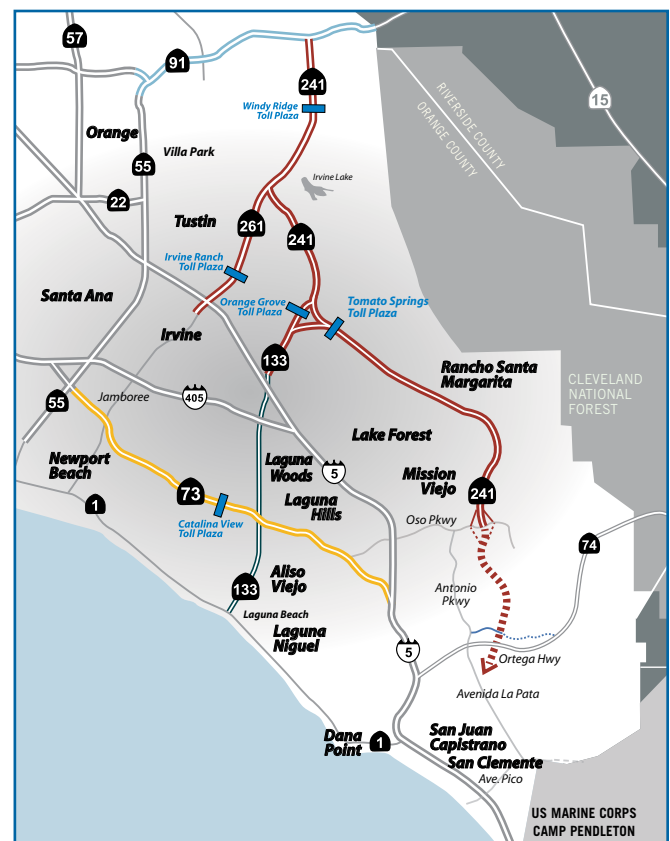 57
91
241
15
Windy Ridge
Toll Plaza
RIVERSIDE COUNTY
ORANGE COUNTY
Orange
Villa Park
55
Irvine Lake
22
Tustin
261
241
Irvine Ranch
Toll Plaza
Santa Ana
Orange Grove
Toll Plaza
Tomato Springs
Toll Plaza
Irvine
133
Rancho Santa
Margarita
CLEVELAND
NATIONAL
FOREST
55
Jamboree
405
Lake Forest
Newport
Beach
Laguna
Woods
5
Mission
Viejo
1
73
Laguna
Hills
241
Catalina View
Toll Plaza
Oso Pkwy
74
Aliso
Viejo
133
Antonio
Pkwy
Laguna Beach
Laguna
Niguel
5
Ortega Hwy
Avenida La Pata
Dana
Point
1
San Juan
Capistrano
San Clemente
Ave. Pico
US MARINE CORPS
CAMP PENDLETON